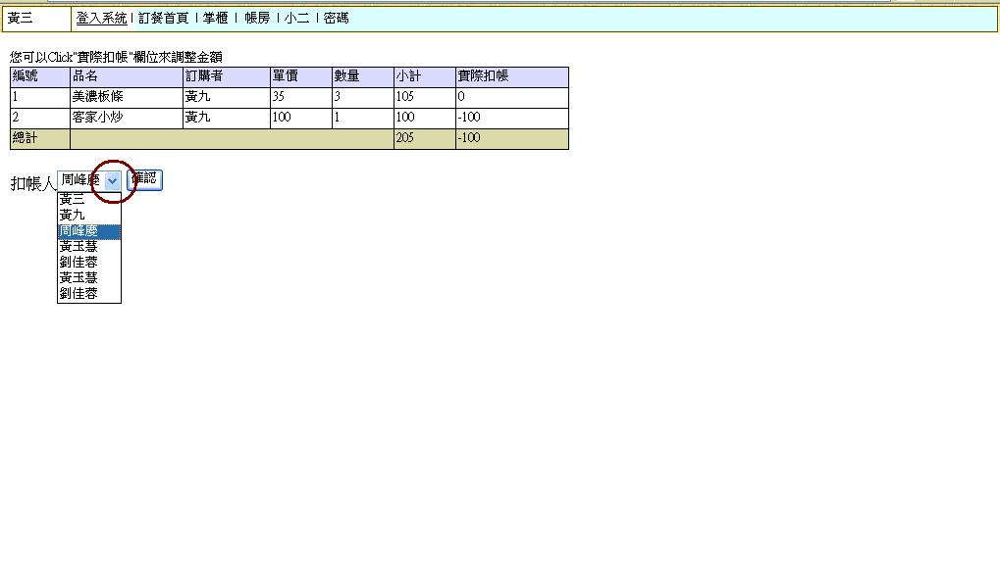 黃三 登入系統 | 訂餐首頁 | 掌櫃 | 帳房 | 小二 | 密碼
您可以Click"實際扣帳"欄位來調整金額
編號 品名 訂購者 單價 數量 小計 實際扣帳
1 美濃板條 黃九 35 3 105 0
2 客家小炒 黃九 100 1 100 -100
總計 205 -100
扣帳人 周峰慶 確認
黃三
黃九
周峰慶
黃玉慧
劉佳蓉
黃玉慧
劉佳蓉